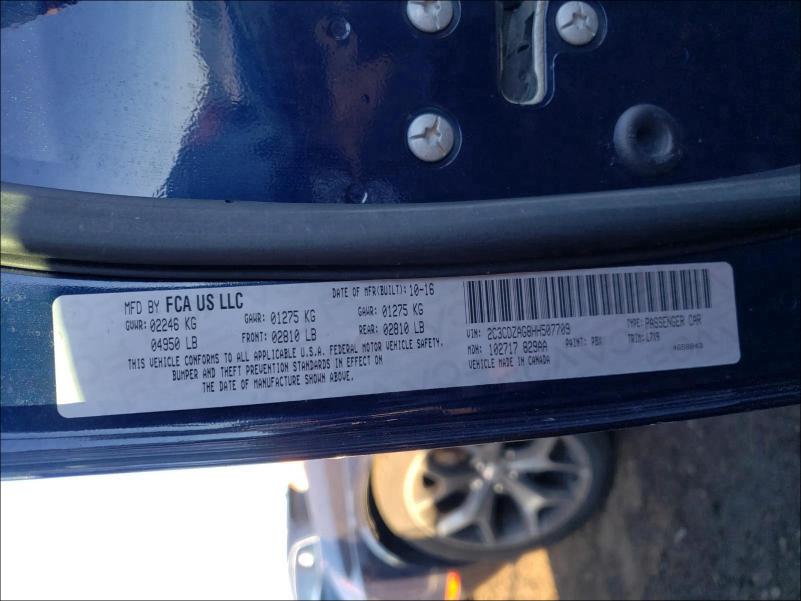 MFD BY FCA US LLC DATE OF MFR(BUILT): 10-16
GVWR: 02246 KG GAWR: 01275 KG GAWR: 01275 KG
04950 LB FRONT: 02810 LB REAR: 02810 LB
THIS VEHICLE CONFORMS TO ALL APPLICABLE U.S.A. FEDERAL MOTOR VEHICLE SAFETY,
BUMPER AND THEFT PREVENTION STANDARDS IN EFFECT ON
THE DATE OF MANUFACTURE SHOWN ABOVE.
VIN: 2C3CDZAG8HH507709 TYPE: PASSENGER CAR
MDH: 102717 829AA PAINT: PBX TRIM: L7X9
VEHICLE MADE IN CANADA